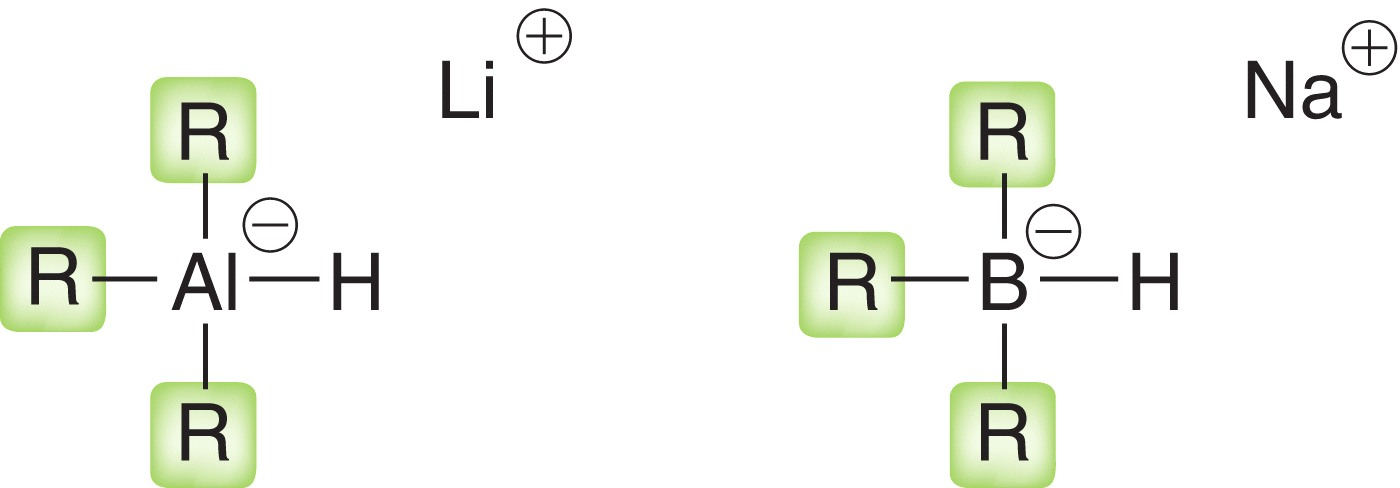 Li ⊕ Na ⊕
R R
⊖ ⊖
R Al H R B H
R R